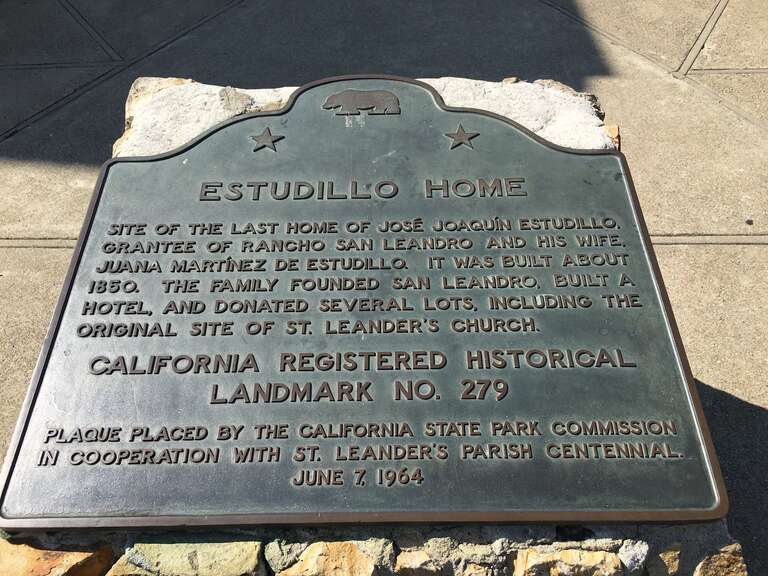 ESTUDILLO HOME
SITE OF THE LAST HOME OF JOSÉ JOAQUÍN ESTUDILLO,
GRANTEE OF RANCHO SAN LEANDRO AND HIS WIFE,
JUANA MARTÍNEZ DE ESTUDILLO. IT WAS BUILT ABOUT
1850. THE FAMILY FOUNDED SAN LEANDRO, BUILT A
HOTEL, AND DONATED SEVERAL LOTS, INCLUDING THE
ORIGINAL SITE OF ST. LEANDER'S CHURCH.
CALIFORNIA REGISTERED HISTORICAL
LANDMARK NO. 279
PLAQUE PLACED BY THE CALIFORNIA STATE PARK COMMISSION
IN COOPERATION WITH ST. LEANDER'S PARISH CENTENNIAL.
JUNE 7, 1964